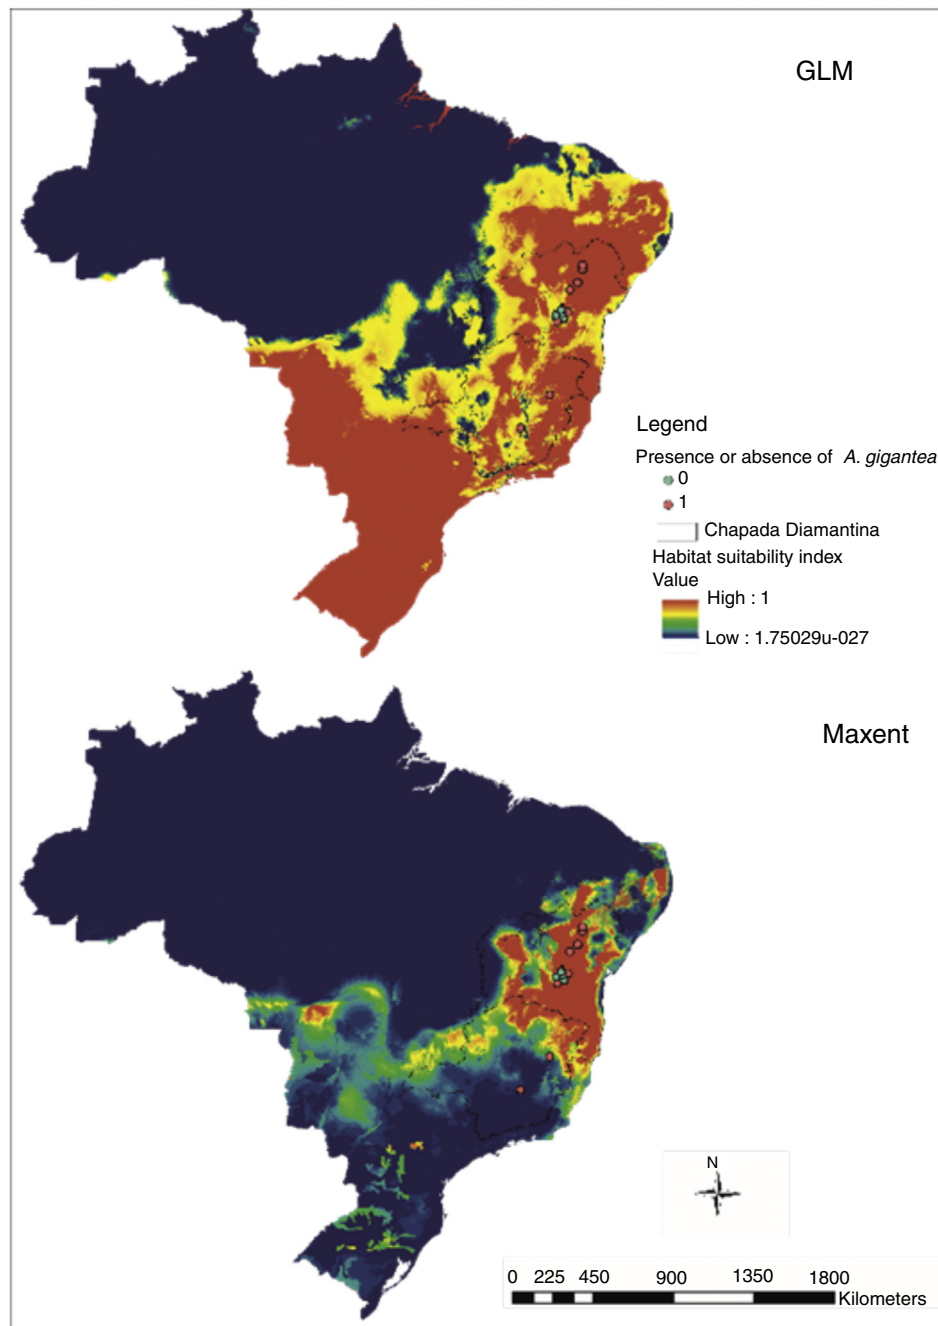 GLM
Legend
Presence or absence of A. gigantea
0
1
Chapada Diamantina
Habitat suitability index
Value
High : 1
Low : 1.75029u-027
Maxent
N
0 225 450 900 1350 1800
Kilometers